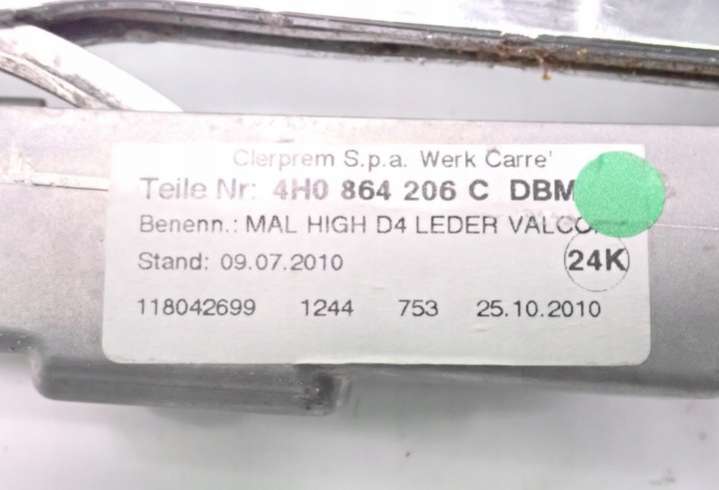 Clerprem S.p.a. Werk Carre'
Teile Nr: 4H0 864 206 C DBM
Benenn.: MAL HIGH D4 LEDER
Stand: 09.07.2010
24K
118042699 1244 753 25.10.2010